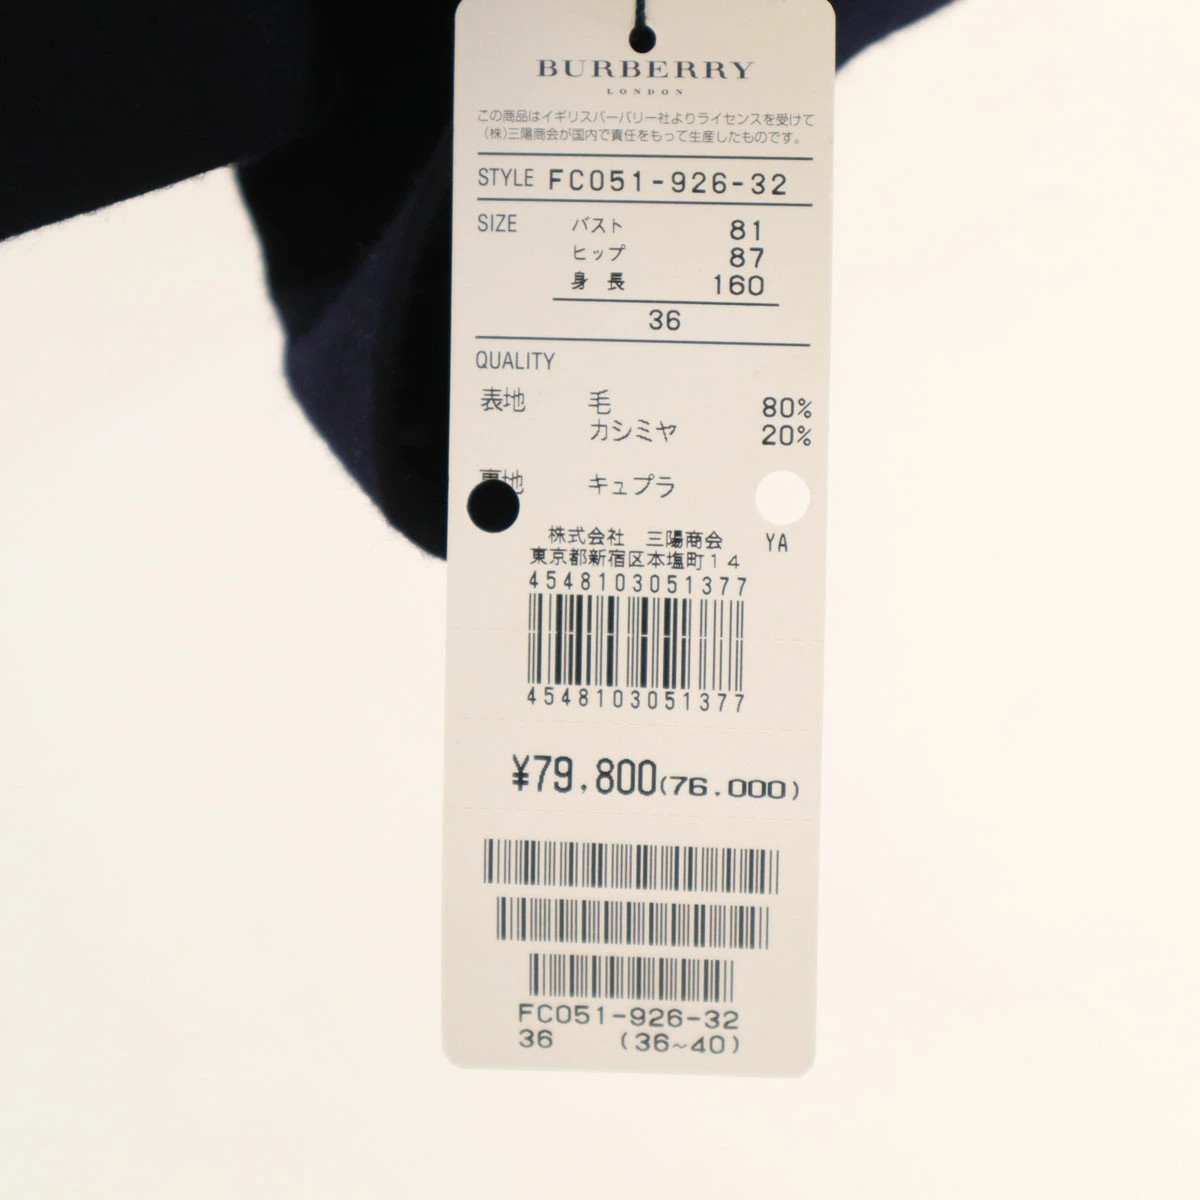 BURBERRY
LONDON
この商品はイギリスバーバリー社よりライセンスを受けて
(株)三陽商会が国内で責任をもって生産したものです。
STYLE FC051-926-32
SIZE バスト 81
ヒップ 87
身長 160
36
QUALITY
表地 毛 80%
カシミヤ 20%
裏地 キュプラ
株式会社 三陽商会 YA
東京都新宿区本塩町14
4548103051377
4548103051377
¥79,800(76.000)
FC051-926-32
36 (36~40)